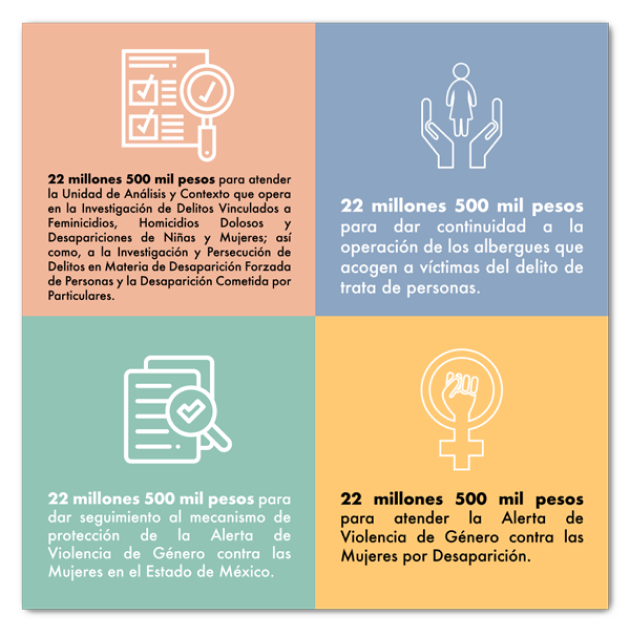 22 millones 500 mil pesos para atender
la Unidad de Análisis y Contexto que opera
en la Investigación de Delitos Vinculados a
Feminicidios, Homicidios Dolosos y
Desapariciones de Niñas y Mujeres; así
como, a la Investigación y Persecución de
Delitos en Materia de Desaparición Forzada
de Personas y la Desaparición Cometida por
Particulares.
22 millones 500 mil pesos
para dar continuidad a la
operación de los albergues que
acogen a víctimas del delito de
trata de personas.
22 millones 500 mil pesos para
dar seguimiento al mecanismo de
protección de la Alerta de
Violencia de Género contra las
Mujeres en el Estado de México.
22 millones 500 mil pesos
para atender la Alerta de
Violencia de Género contra las
Mujeres por Desaparición.